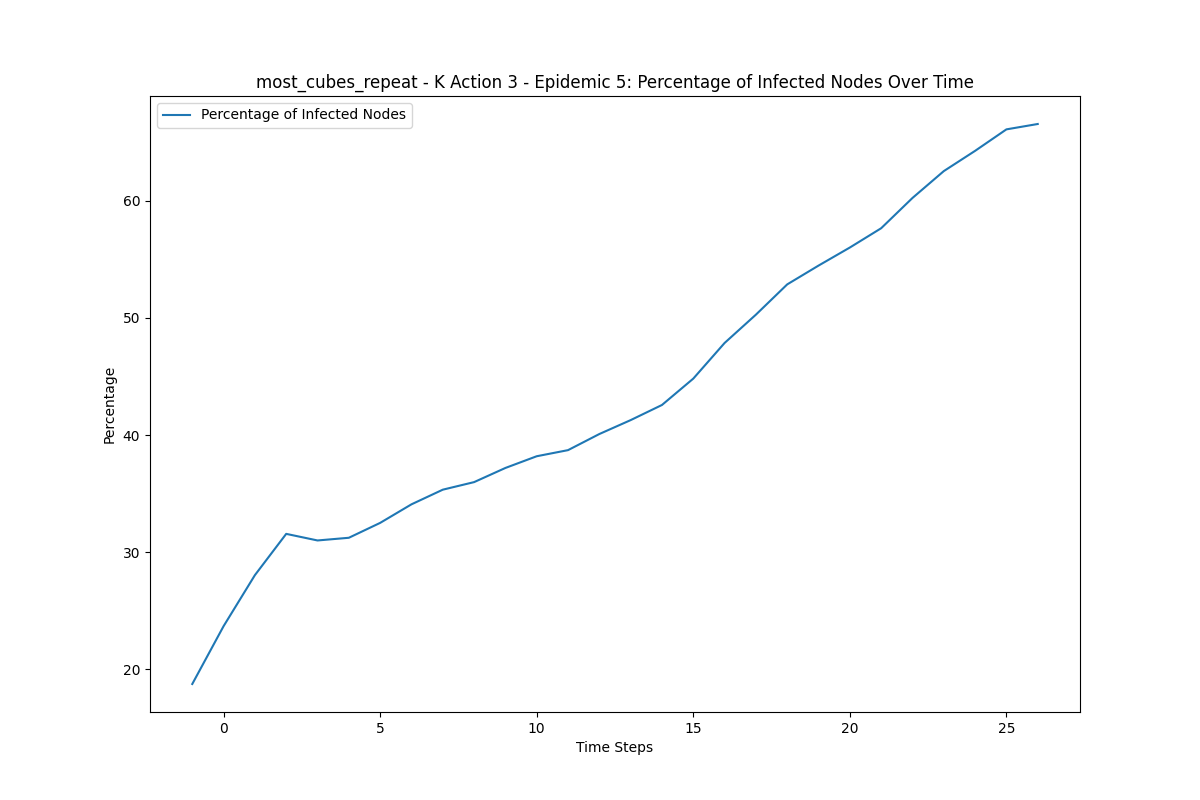 most_cubes_repeat - K Action 3 - Epidemic 5: Percentage of Infected Nodes Over Time
Percentage of Infected Nodes
60
50
40
30
20
Percentage
0 5 10 15 20 25
Time Steps